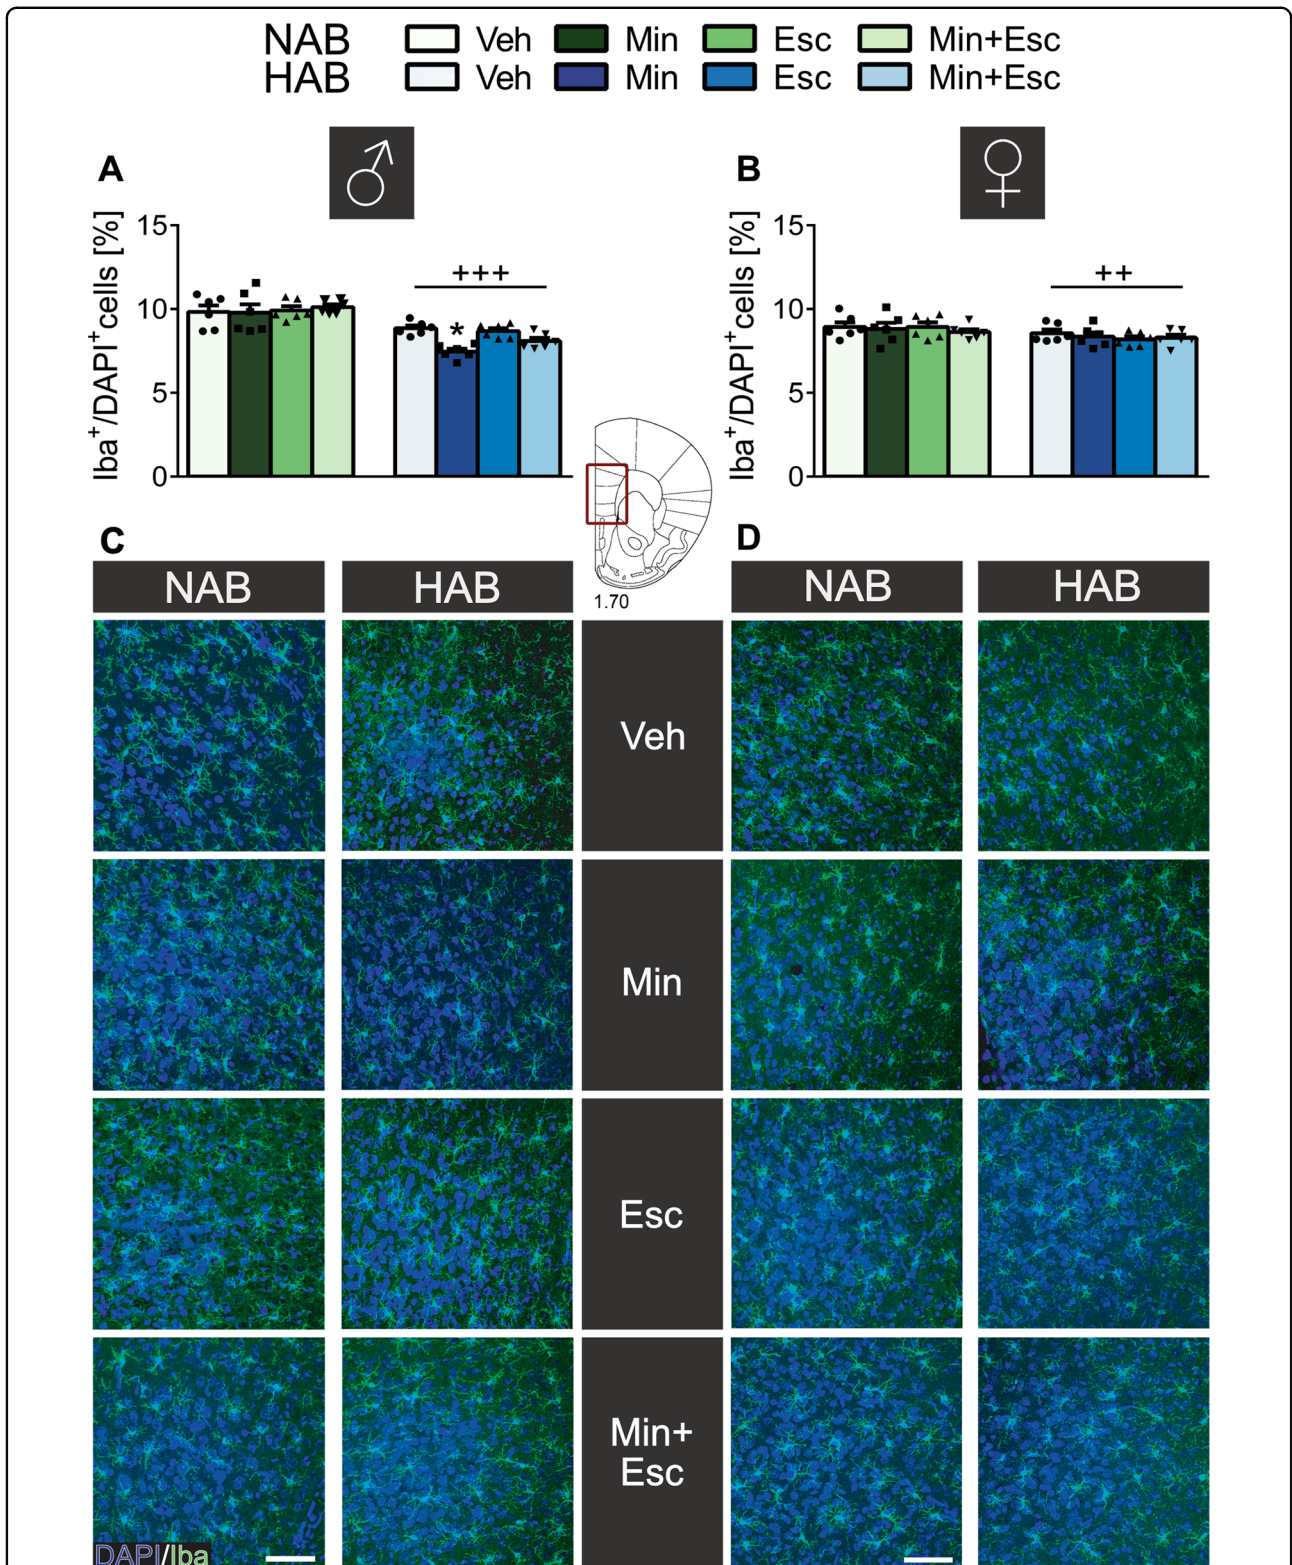 NAB Veh Min Esc Min+Esc
HAB Veh Min Esc Min+Esc
A ♂
B ♀
Iba⁺/DAPI⁺cells [%]
15
10
5
0
+++
*
Iba⁺/DAPI⁺cells [%]
15
10
5
0
++
1.70
C
NAB HAB
D
NAB HAB
Veh
Min
Esc
Min+
Esc
DAPI/Iba